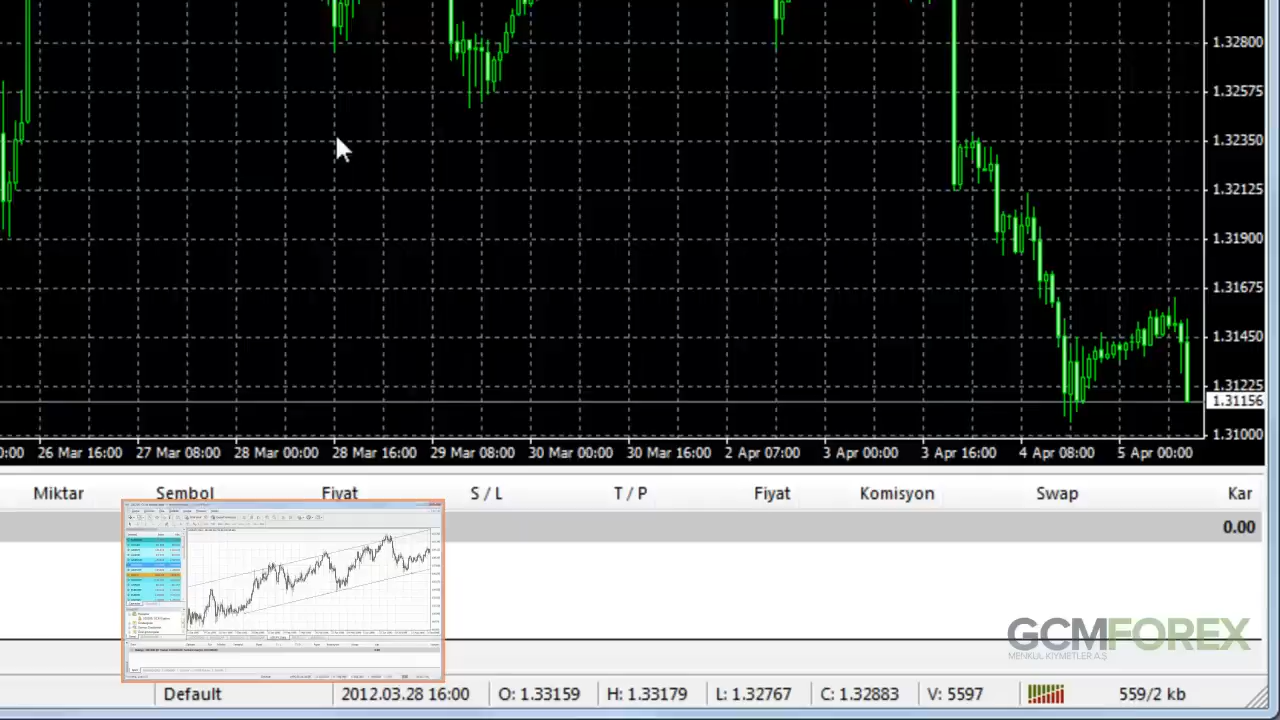 1.32800
1.32575
1.32350
1.32125
1.31900
1.31675
1.31450
1.31225
1.31156
1.31000
0:00 26 Mar 16:00 27 Mar 08:00 28 Mar 00:00 28 Mar 16:00 29 Mar 08:00 30 Mar 00:00 30 Mar 16:00 2 Apr 07:00 3 Apr 00:00 3 Apr 16:00 4 Apr 08:00 5 Apr 00:00
Miktar Sembol Fiyat S / L T / P Fiyat Komisyon Swap Kar
0.00
GCMFOREX
MENKUL KIYMETLER A.Ş.
Default 2012.03.28 16:00 O: 1.33159 H: 1.33179 L: 1.32767 C: 1.32883 V: 5597 559/2 kb